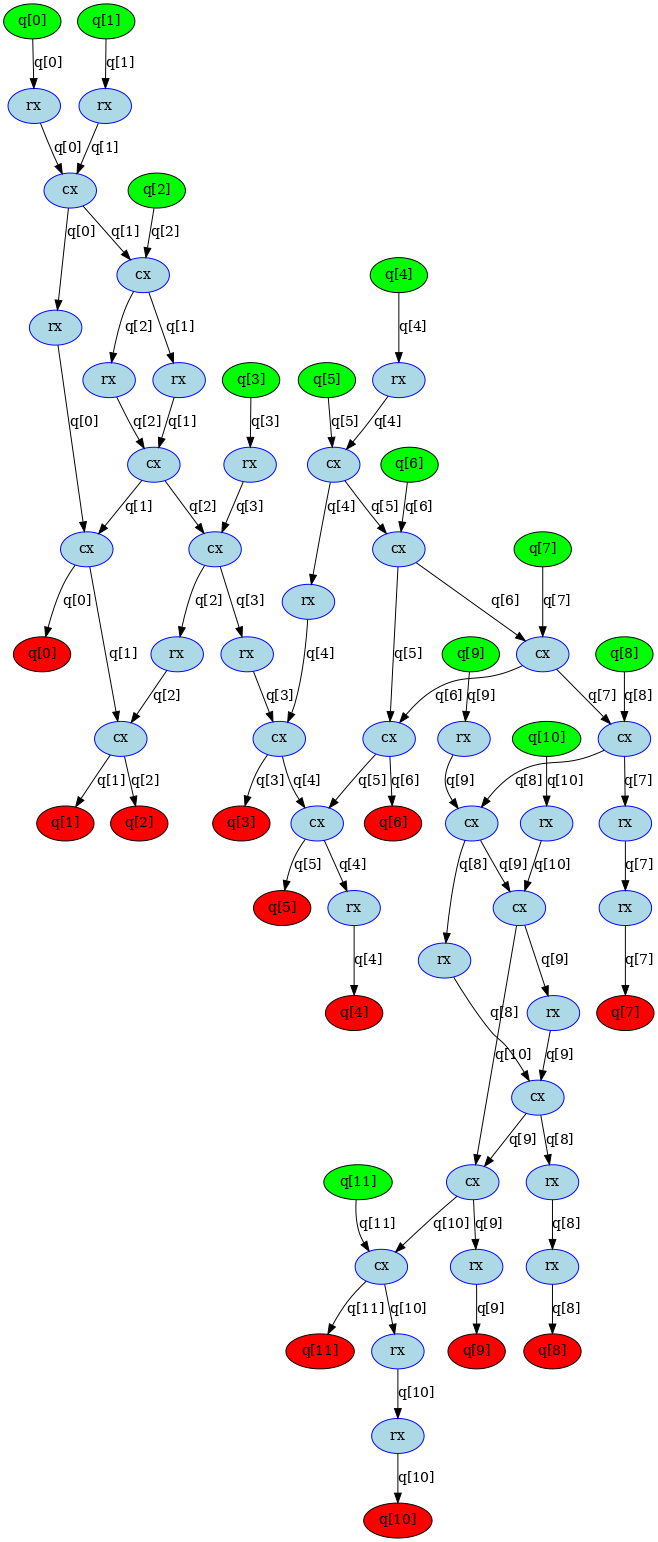 q[0] q[1]
q[0] q[1]
rx rx
q[0] q[1]
cx q[2]
q[0] q[1] q[2]
cx q[4]
rx q[2] q[1] q[4]
rx rx q[3] q[5] rx
q[0] q[2] q[1] q[3] q[5] q[4]
cx rx cx q[6]
q[1] q[2] q[3] q[4] q[5] q[6]
cx cx cx q[7]
q[0] q[2] q[3] rx q[6] q[7]
q[0] q[1] rx rx q[4] q[5] q[9] cx q[8]
q[2] q[3] q[6] q[9] q[7] q[8]
cx cx cx rx q[10] cx
q[1] q[2] q[3] q[4] q[5] q[6] q[9] q[8] q[10] q[7]
q[1] q[2] q[3] cx q[6] cx rx rx
q[5] q[4] q[8] q[9] q[10] q[7]
q[5] rx cx rx
q[4] rx q[9] q[7]
q[4] q[8] rx q[7]
q[10] q[9]
cx
q[9] q[8]
q[11] cx rx
q[11] q[10] q[9] q[8]
cx rx rx
q[11] q[10] q[9] q[8]
q[11] rx q[9] q[8]
q[10]
rx
q[10]
q[10]